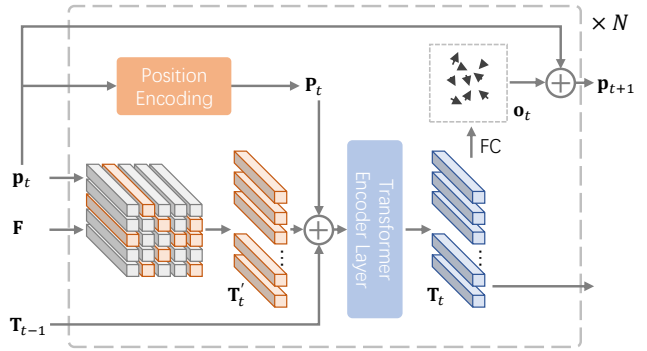 × N
Position
Encoding
P_t
o_t
p_{t+1}
FC
p_t
F
Transformer
Encoder Layer
T_t'
T_t
T_{t-1}